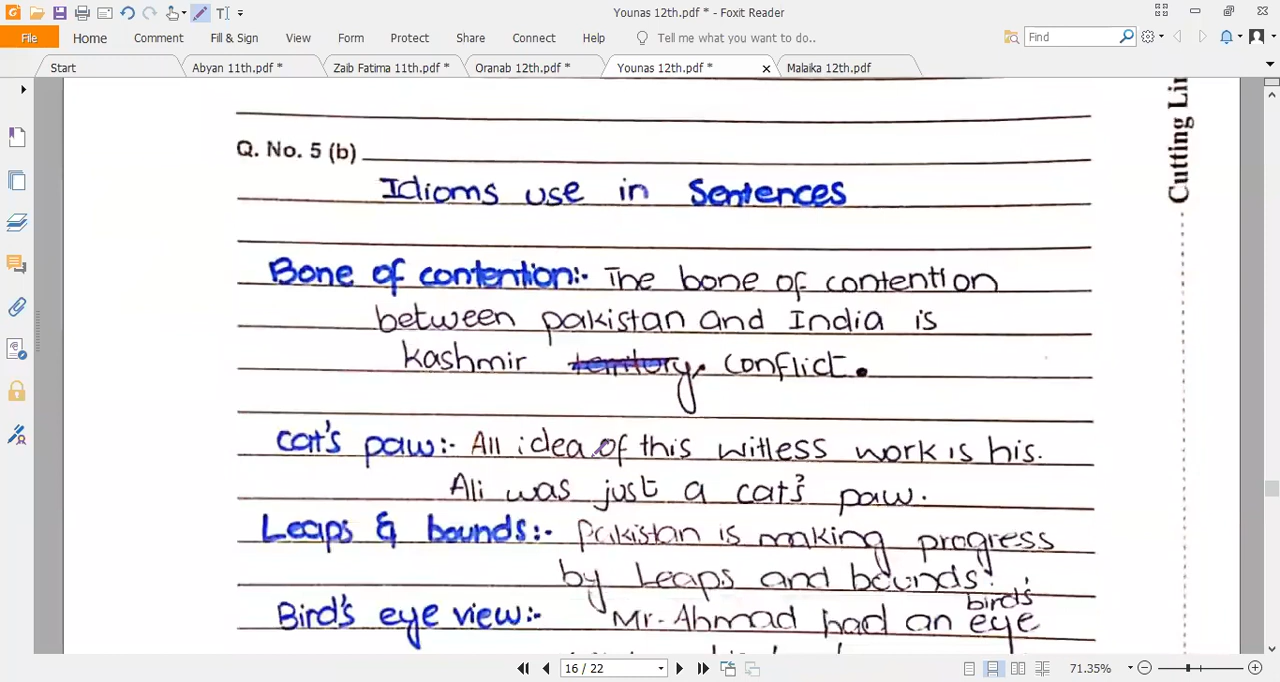 Younas 12th.pdf * - Foxit Reader
File Home Comment Fill & Sign View Form Protect Share Connect Help Tell me what you want to do.. Find
Start Abyan 11th.pdf * Zaib Fatima 11th.pdf * Oranab 12th.pdf * Younas 12th.pdf * Malaika 12th.pdf
Cutting Lin
Q. No. 5 (b)
Idioms use in Sentences
Bone of contention:- The bone of contention
between pakistan and India is
kashmir territory. conflict.
cat's paw:- All idea of this witless work is his.
Ali was just a cat's paw.
Leaps & bounds:- Pakistan is making progress
by Leaps and bounds.
birds
Bird's eye view:- Mr. Ahmad had an eye
16 / 22 71.35%